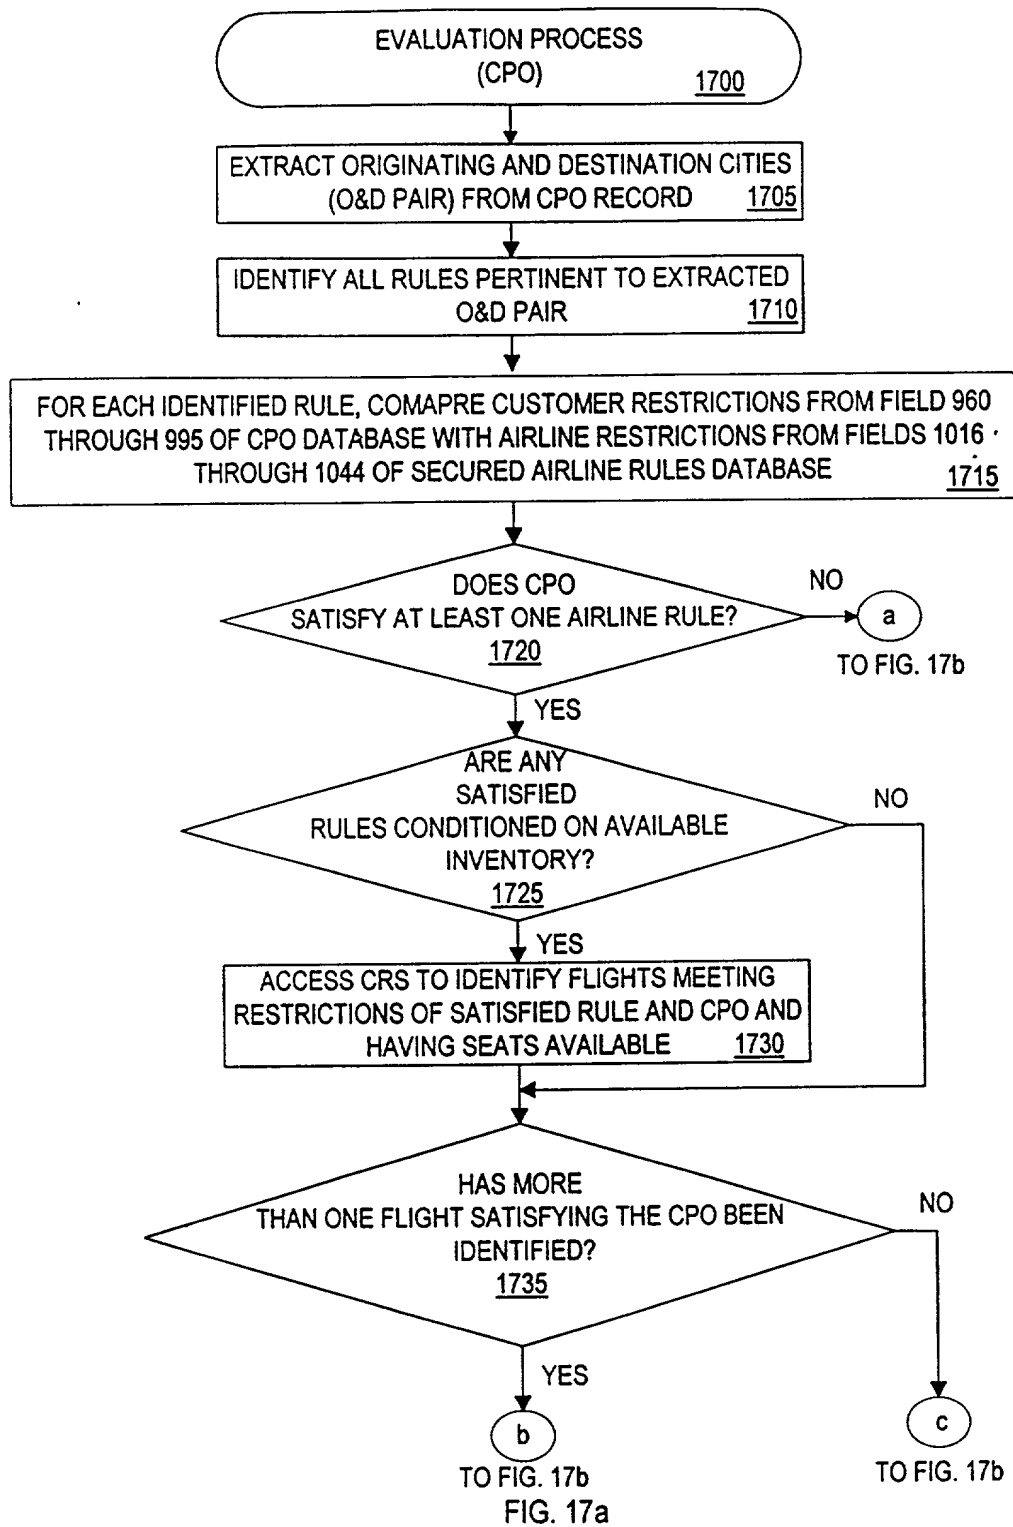 EVALUATION PROCESS
(CPO)
1700
EXTRACT ORIGINATING AND DESTINATION CITIES
(O&D PAIR) FROM CPO RECORD 1705
IDENTIFY ALL RULES PERTINENT TO EXTRACTED
O&D PAIR 1710
FOR EACH IDENTIFIED RULE, COMAPRE CUSTOMER RESTRICTIONS FROM FIELD 960
THROUGH 995 OF CPO DATABASE WITH AIRLINE RESTRICTIONS FROM FIELDS 1016
THROUGH 1044 OF SECURED AIRLINE RULES DATABASE 1715
DOES CPO
SATISFY AT LEAST ONE AIRLINE RULE?
1720
NO
a
TO FIG. 17b
YES
ARE ANY
SATISFIED
RULES CONDITIONED ON AVAILABLE
INVENTORY?
1725
NO
YES
ACCESS CRS TO IDENTIFY FLIGHTS MEETING
RESTRICTIONS OF SATISFIED RULE AND CPO AND
HAVING SEATS AVAILABLE 1730
HAS MORE
THAN ONE FLIGHT SATISFYING THE CPO BEEN
IDENTIFIED?
1735
NO
YES
b
TO FIG. 17b
c
TO FIG. 17b
FIG. 17a